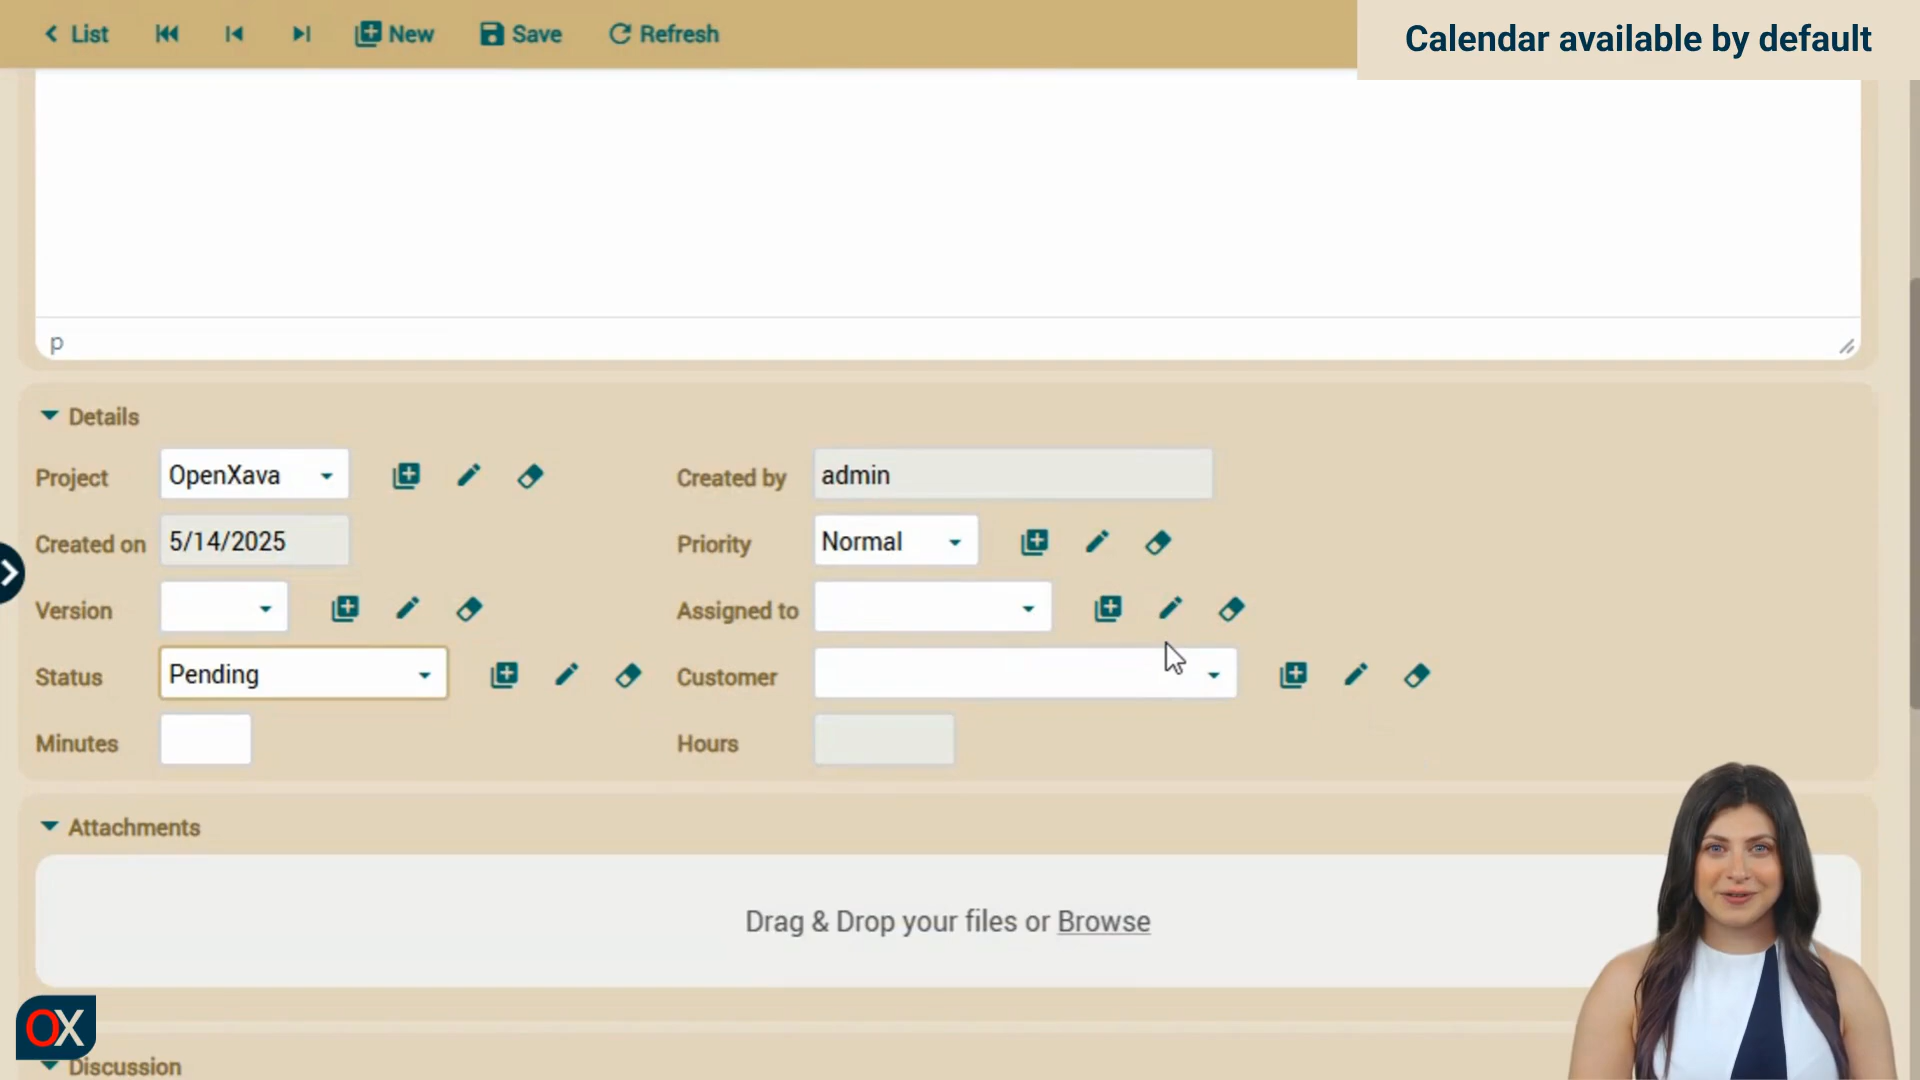 List
New
Save
Refresh
Calendar available by default
p
Details
Project
OpenXava
Created by
admin
Created on
5/14/2025
Priority
Normal
Version
Assigned to
Status
Pending
Customer
Minutes
Hours
Attachments
Drag & Drop your files or Browse
OX
Discussion